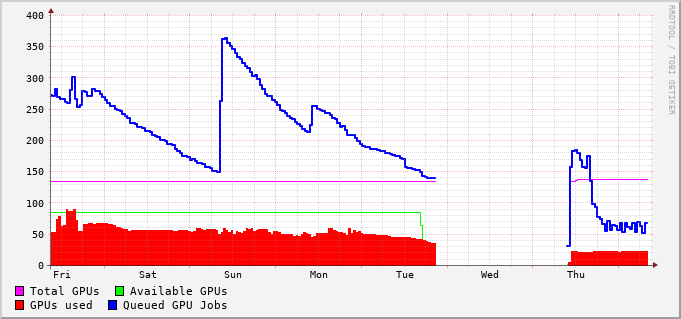 400
350
300
250
200
150
100
50
0
Fri Sat Sun Mon Tue Wed Thu
Total GPUs Available GPUs
GPUs used Queued GPU Jobs
RRDTOOL / TOBI OETIKER